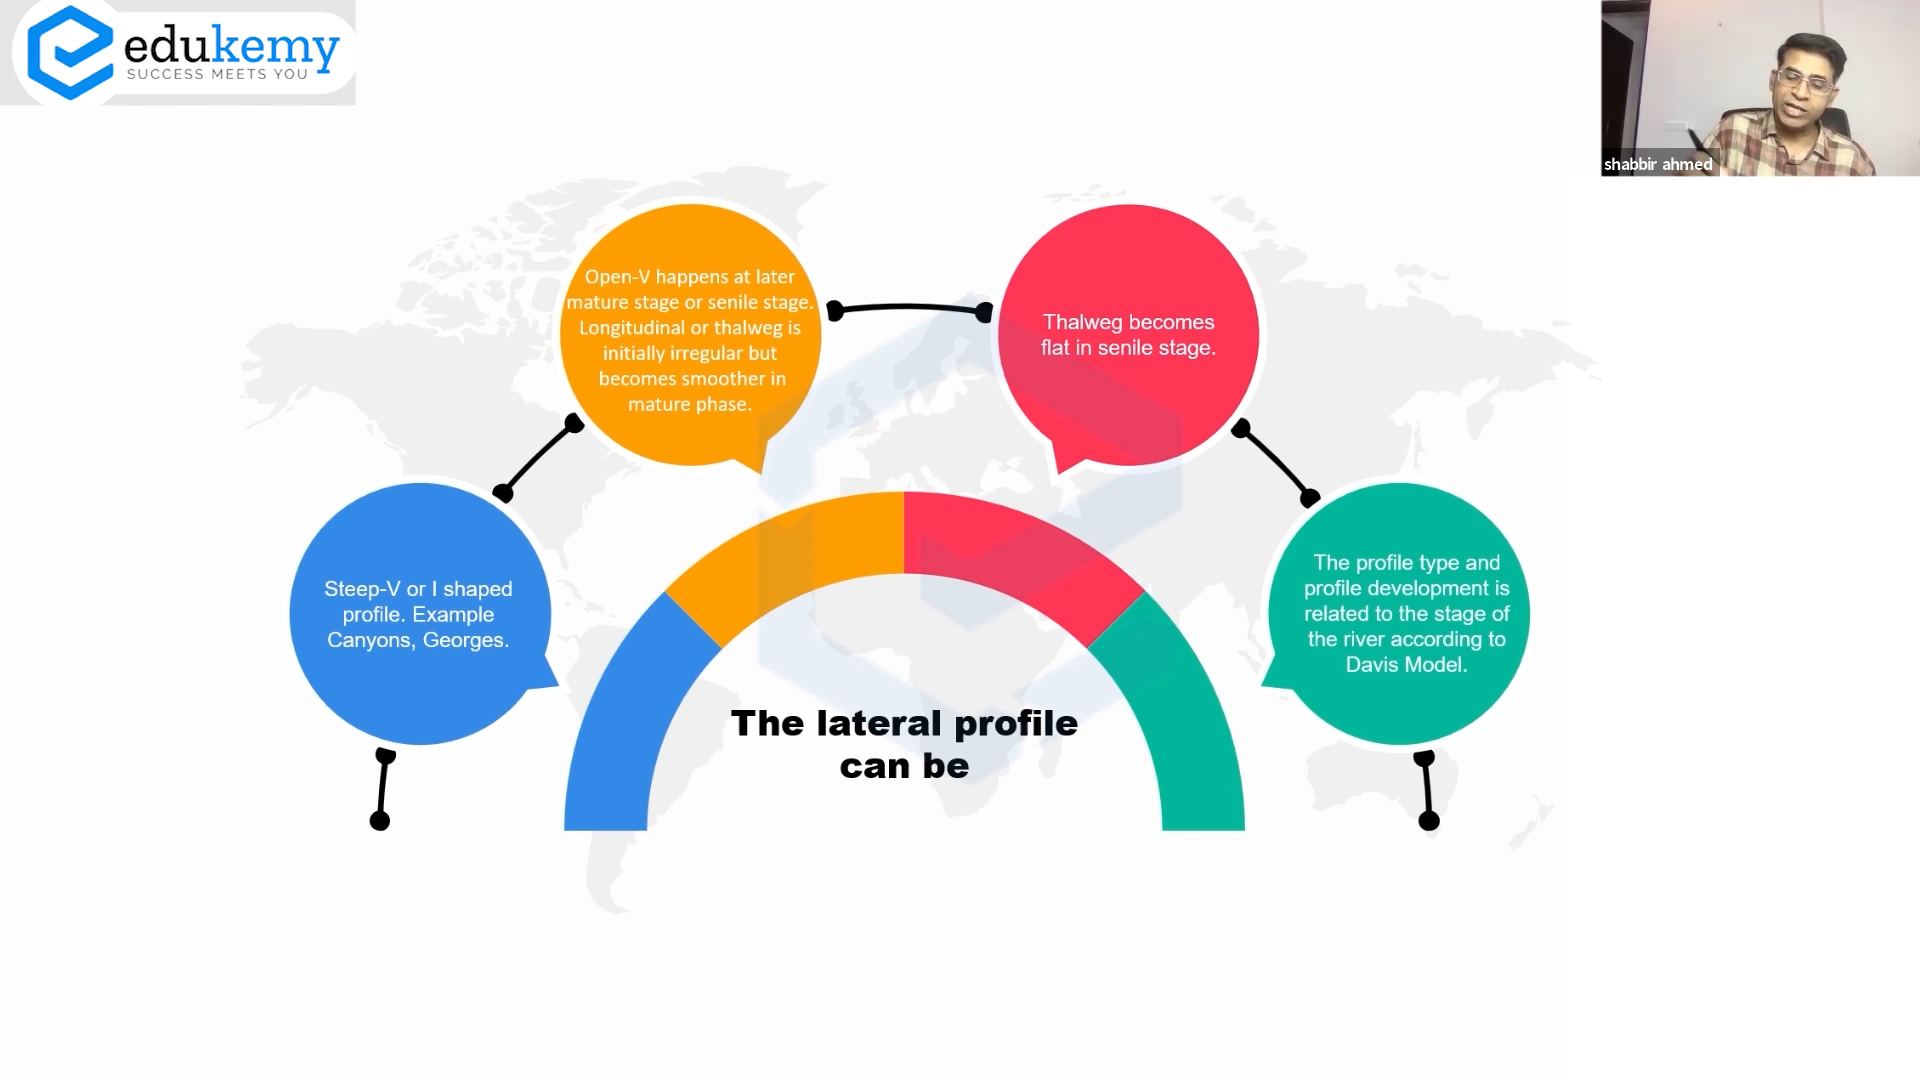 edukemy
SUCCESS MEETS YOU
shabbir ahmed
Open-V happens at later
mature stage or senile stage.
Longitudinal or thalweg is
initially irregular but
becomes smoother in
mature phase.
Thalweg becomes
flat in senile stage.
Steep-V or I shaped
profile. Example
Canyons, Georges.
The profile type and
profile development is
related to the stage of
the river according to
Davis Model.
The lateral profile
can be